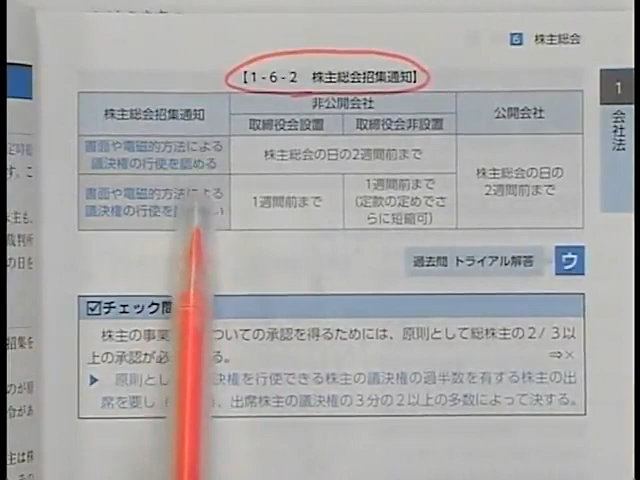 6 株主総会
【1-6-2 株主総会招集通知】
株主総会招集通知
非公開会社
公開会社
取締役会設置
取締役会非設置
書面や電磁的方法による
議決権の行使を認める
株主総会の日の2週間前まで
株主総会の日の
2週間前まで
書面や電磁的方法による
議決権の行使を
い
1週間前まで
1週間前まで
(定款の定めでさ
らに短縮可)
1
会社法
過去問 トライアル解答
ウ
チェック問
株主の事業
ついての承認を得るためには、原則として総株主の2/3以
上の承認が必
る。
⇒×
▶ 原則とし
決権を行使できる株主の議決権の過半数を有する株主の出
席を要し
、出席株主の議決権の3分の2以上の多数によって決する。